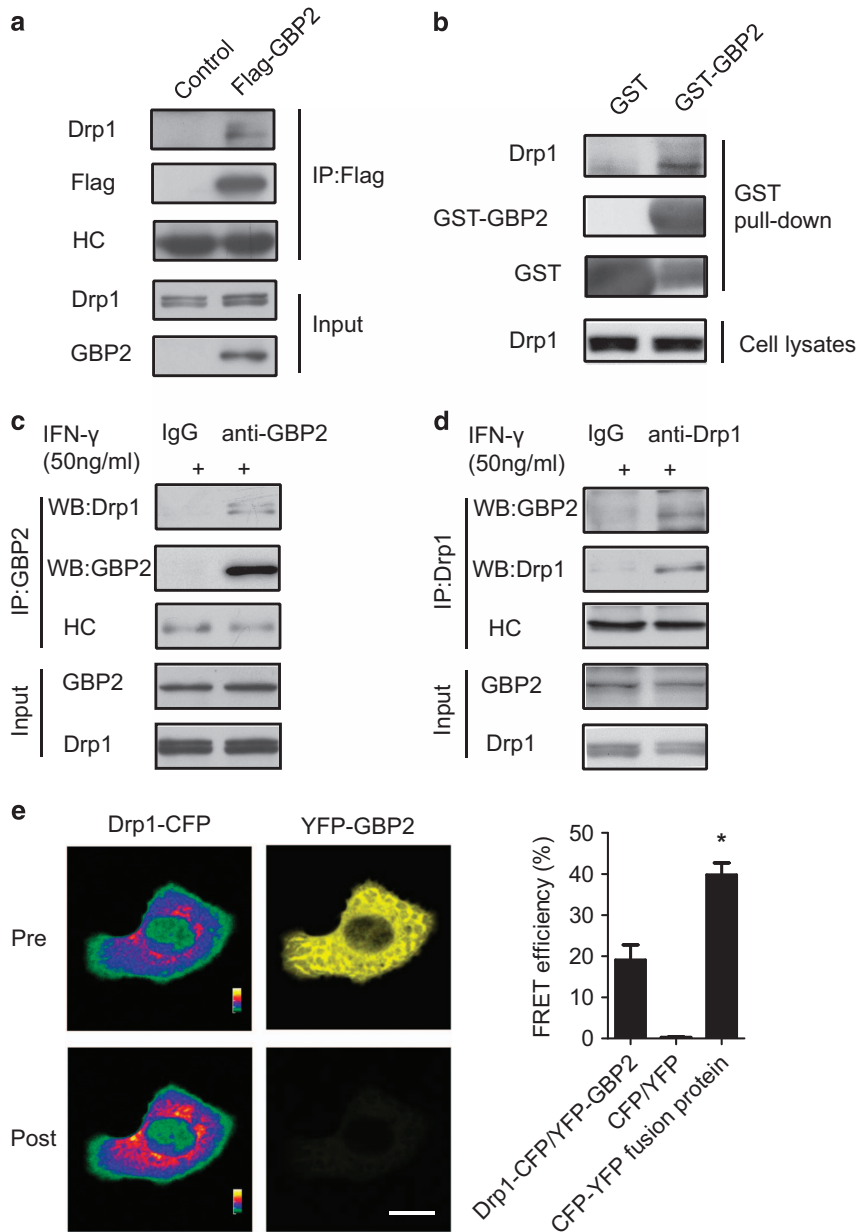 a
Control
Flag-GBP2
Drp1
Flag
HC
IP:Flag
Drp1
GBP2
Input
b
GST
GST-GBP2
Drp1
GST-GBP2
GST
GST
pull-down
Drp1
Cell lysates
c
IFN-γ
(50ng/ml)
IgG
anti-GBP2
+
+
IP:GBP2
WB:Drp1
WB:GBP2
HC
Input
GBP2
Drp1
d
IFN-γ
(50ng/ml)
IgG
anti-Drp1
+
+
IP:Drp1
WB:GBP2
WB:Drp1
HC
Input
GBP2
Drp1
e
Drp1-CFP
YFP-GBP2
Pre
Post
FRET efficiency (%)
50
40
30
20
10
0
*
Drp1-CFP/YFP-GBP2
CFP/YFP
CFP-YFP fusion protein